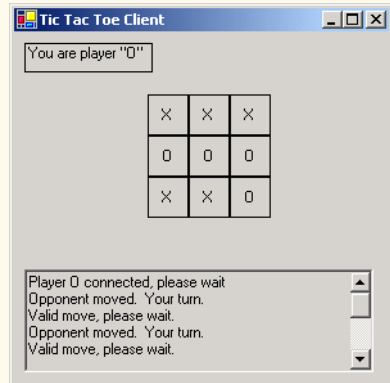 Tic Tac Toe Client
You are player "O"
X X X
O O O
X X O
Player O connected, please wait
Opponent moved.  Your turn.
Valid move, please wait.
Opponent moved.  Your turn.
Valid move, please wait.